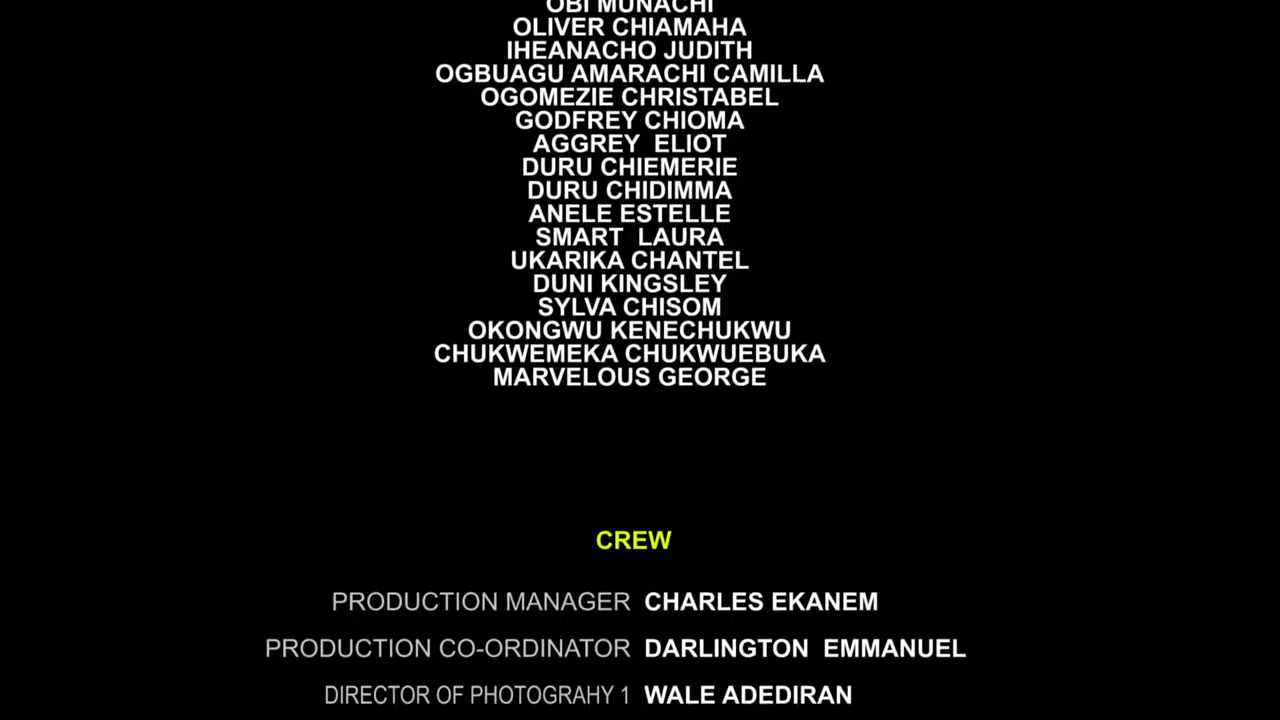 OBI MUNACHI
OLIVER CHIAMAHA
IHEANACHO JUDITH
OGBUAGU AMARACHI CAMILLA
OGOMEZIE CHRISTABEL
GODFREY CHIOMA
AGGREY ELIOT
DURU CHIEMERIE
DURU CHIDIMMA
ANELE ESTELLE
SMART LAURA
UKARIKA CHANTEL
DUNI KINGSLEY
SYLVA CHISOM
OKONGWU KENECHUKWU
CHUKWEMEKA CHUKWUEBUKA
MARVELOUS GEORGE
CREW
PRODUCTION MANAGER CHARLES EKANEM
PRODUCTION CO-ORDINATOR DARLINGTON EMMANUEL
DIRECTOR OF PHOTOGRAHY 1 WALE ADEDIRAN